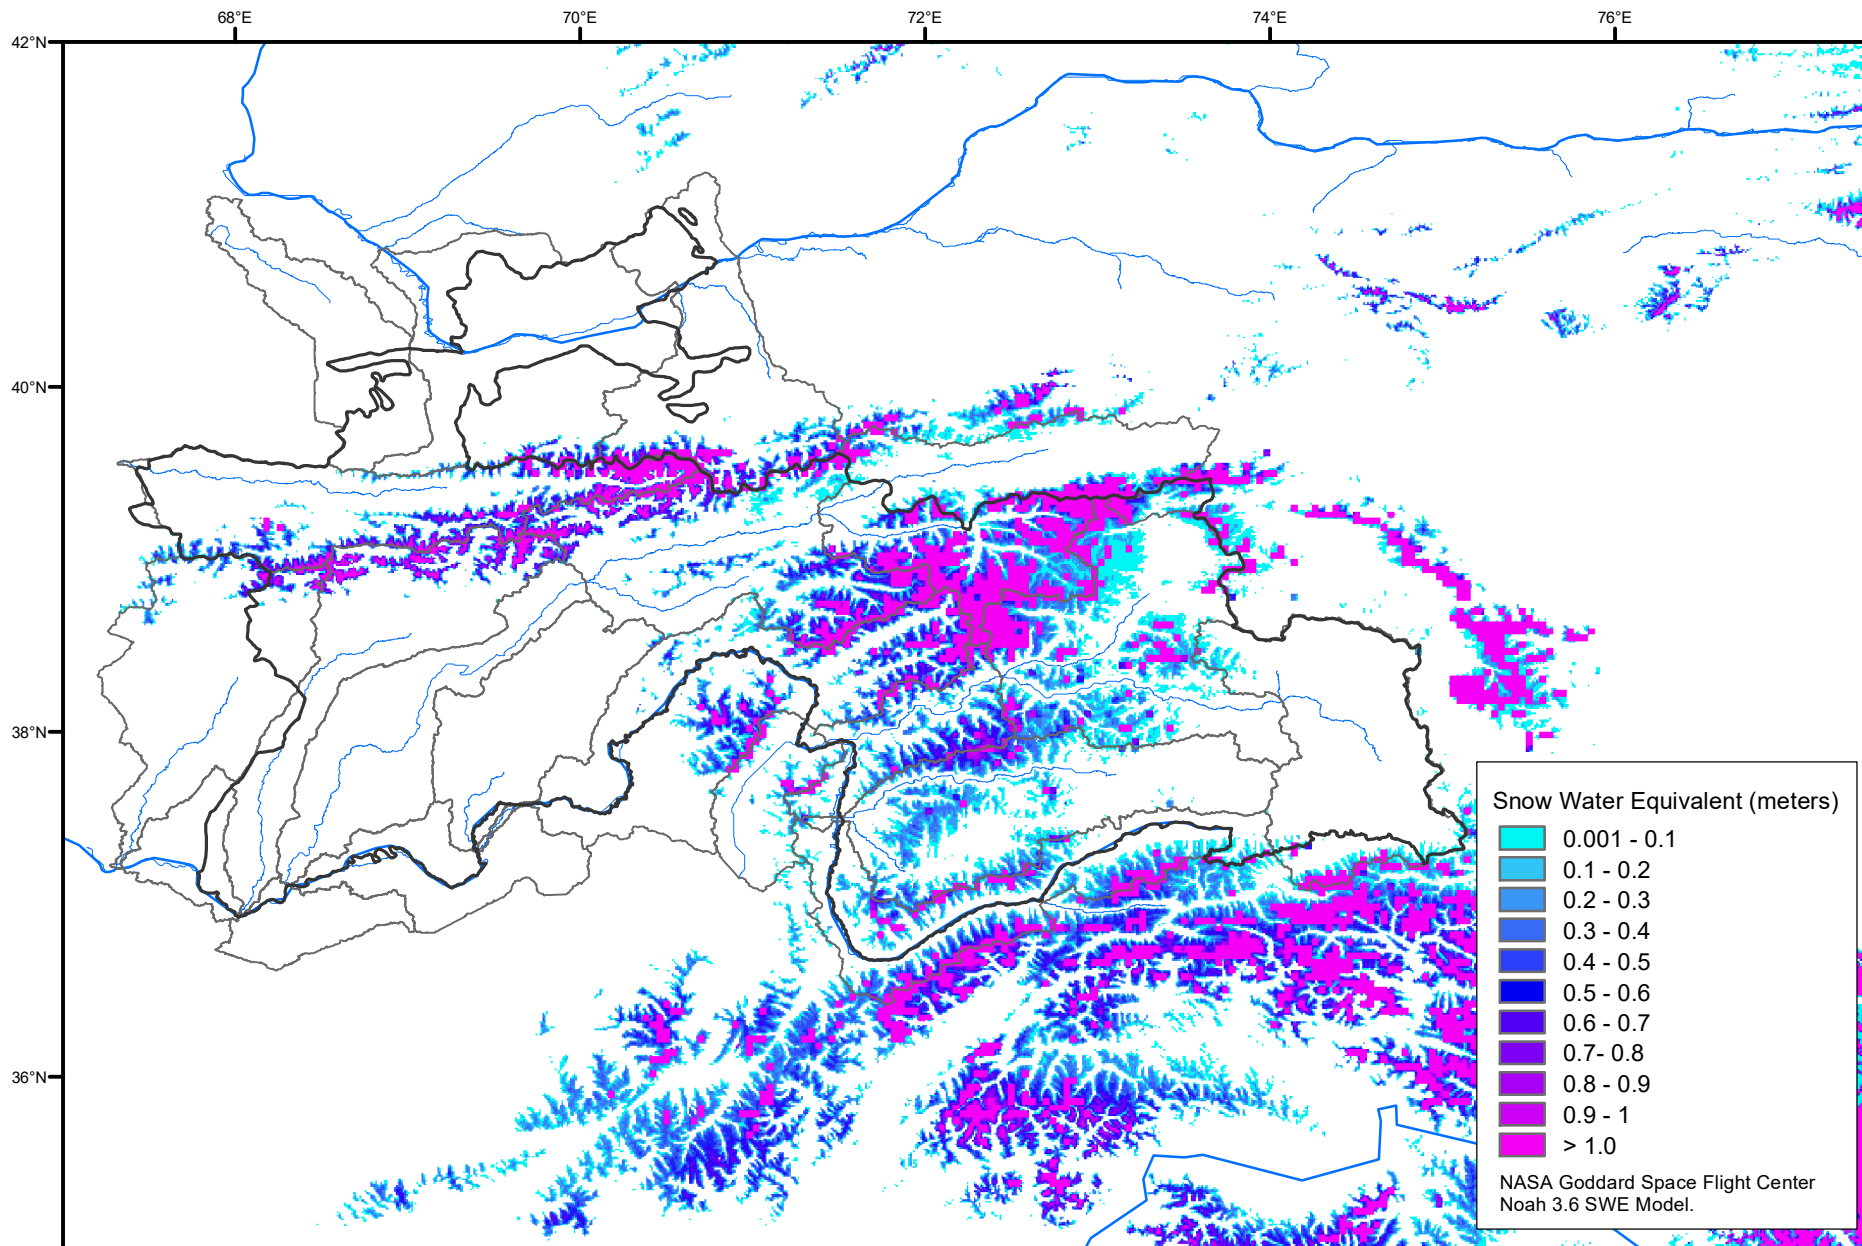 68°E
70°E
72°E
74°E
76°E
42°N
40°N
38°N
36°N
Snow Water Equivalent (meters)
0.001 - 0.1
0.1 - 0.2
0.2 - 0.3
0.3 - 0.4
0.4 - 0.5
0.5 - 0.6
0.6 - 0.7
0.7- 0.8
0.8 - 0.9
0.9 - 1
> 1.0
NASA Goddard Space Flight Center
Noah 3.6 SWE Model.